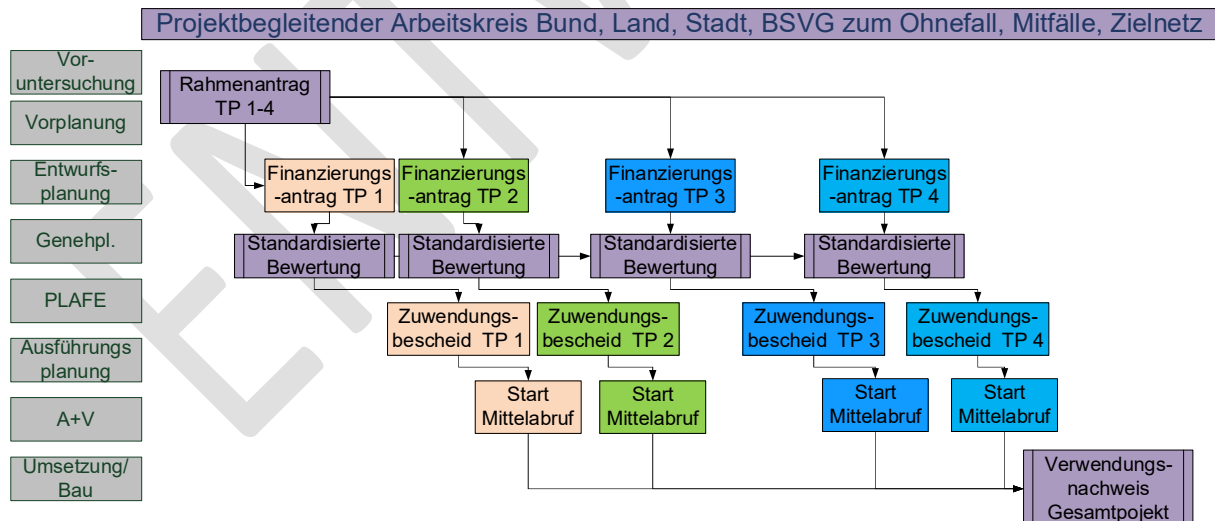 Projektbegleitender Arbeitskreis Bund, Land, Stadt, BSVG zum Ohnefall, Mitfälle, Zielnetz
Vor-
untersuchung
Vorplanung
Entwurfs-
planung
Genehpl.
PLAFE
Ausführungs
planung
A+V
Umsetzung/
Bau
Rahmenantrag
TP 1-4
Finanzierungs
-antrag TP 1
Finanzierungs
-antrag TP 2
Finanzierungs
-antrag TP 3
Finanzierungs
-antrag TP 4
Standardisierte
Bewertung
Standardisierte
Bewertung
Standardisierte
Bewertung
Standardisierte
Bewertung
Zuwendungs-
bescheid TP 1
Zuwendungs-
bescheid TP 2
Zuwendungs-
bescheid TP 3
Zuwendungs-
bescheid TP 4
Start
Mittelabruf
Start
Mittelabruf
Start
Mittelabruf
Start
Mittelabruf
Verwendungs-
nachweis
Gesamtpojekt